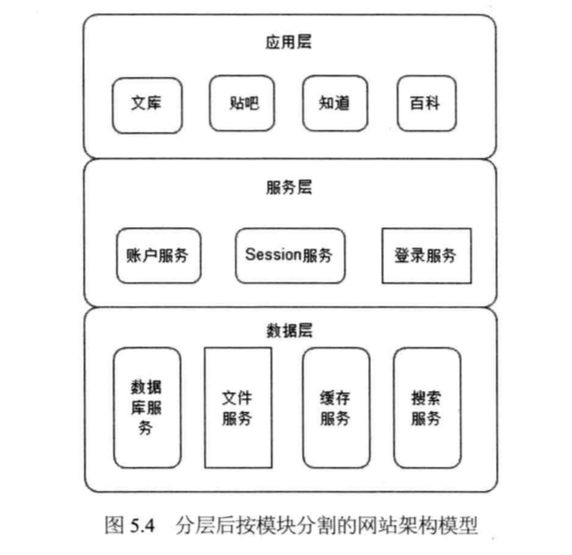 应用层
文库 贴吧 知道 百科
服务层
账户服务 Session服务 登录服务
数据层
数据
库服
务
文件
服务
缓存
服务
搜索
服务
图 5.4 分层后按模块分割的网站架构模型